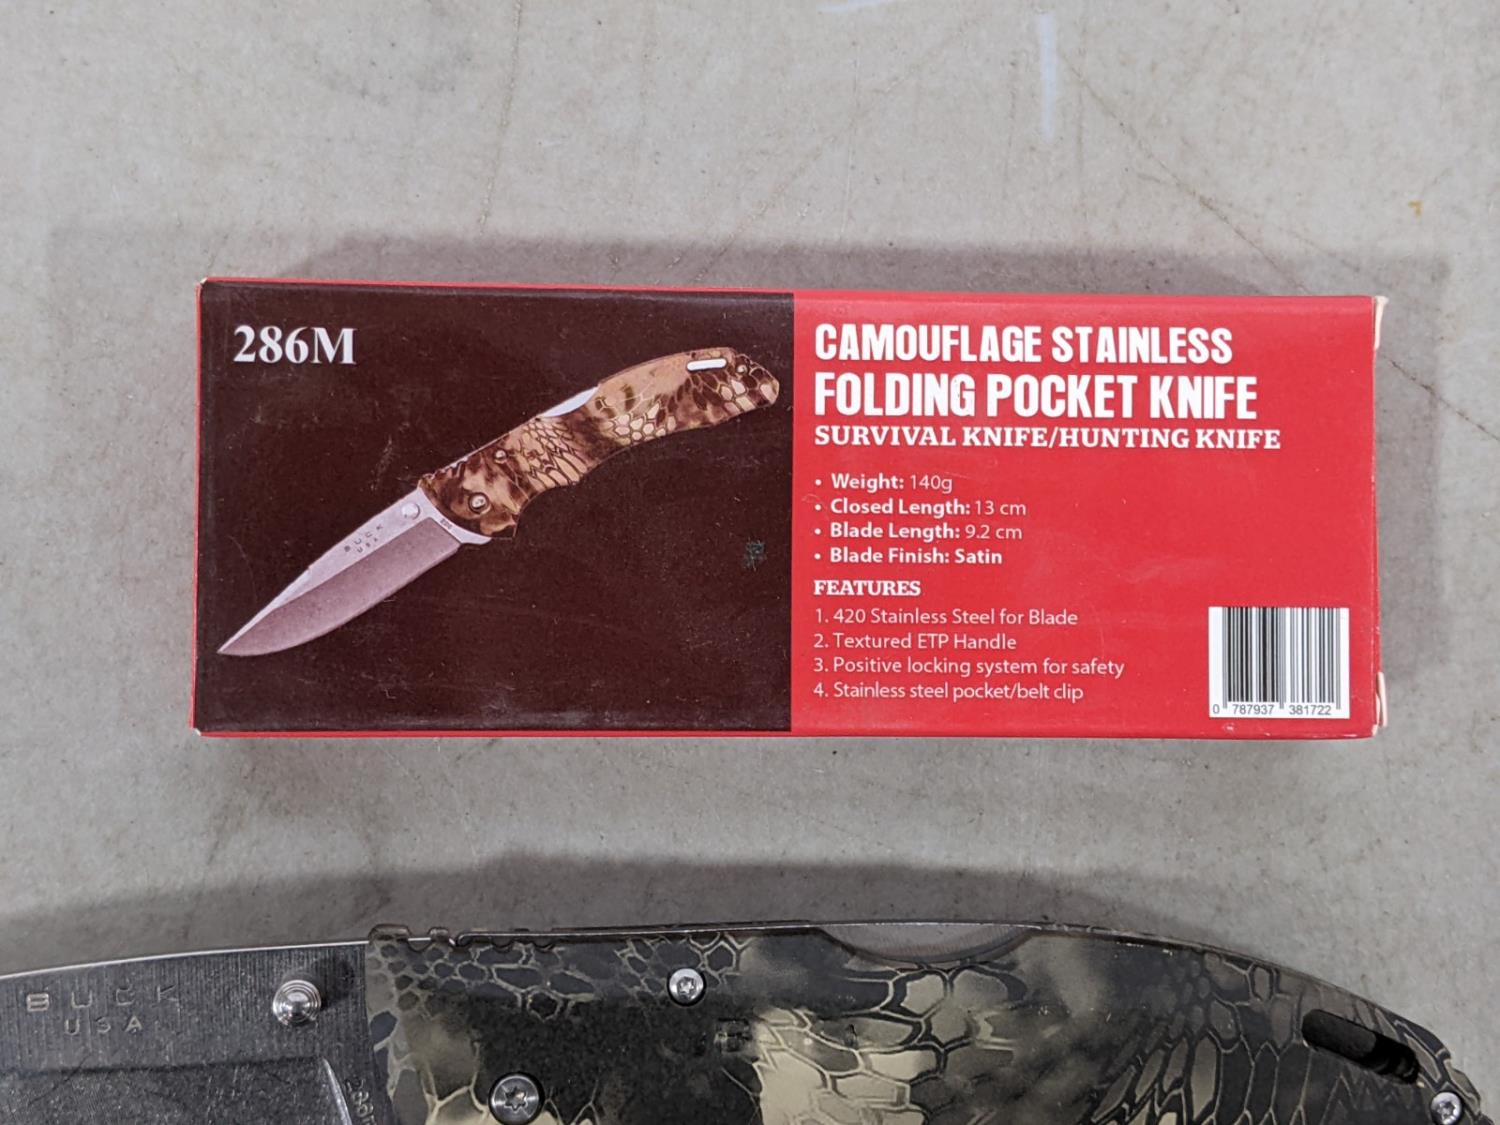 286M
BUCK
USA
CAMOUFLAGE STAINLESS
FOLDING POCKET KNIFE
SURVIVAL KNIFE/HUNTING KNIFE
• Weight: 140g
• Closed Length: 13 cm
• Blade Length: 9.2 cm
• Blade Finish: Satin
FEATURES
1. 420 Stainless Steel for Blade
2. Textured ETP Handle
3. Positive locking system for safety
4. Stainless steel pocket/belt clip
0 787937 381722
BUCK
USA